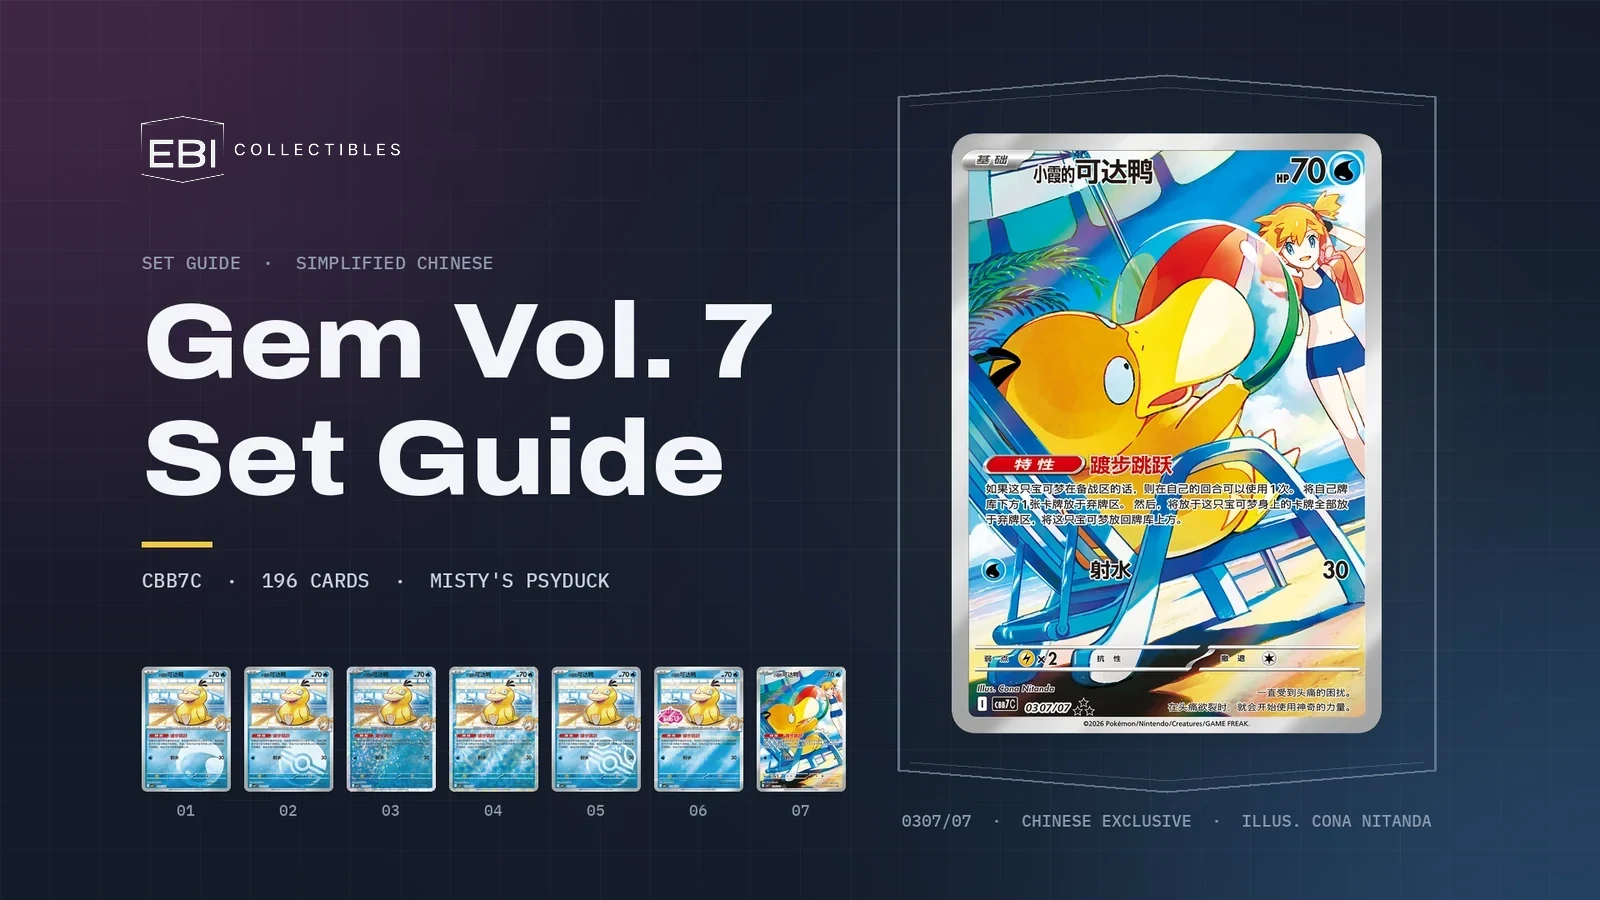 EBI COLLECTIBLES
SET GUIDE · SIMPLIFIED CHINESE
Gem Vol. 7
Set Guide
CBB7C · 196 CARDS · MISTY'S PSYDUCK
01
02
03
04
05
06
07
基础
小霞的可达鸭
HP 70
特性 踱步跳跃
如果这只宝可梦在备战区的话，则在自己的回合可以使用1次。将自己牌
库下方1张卡牌放于弃牌区。然后，将放于这只宝可梦身上的卡牌全部放
于弃牌区，将这只宝可梦放回牌库上方。
射水 30
弱点 ×2 抗性 撤退
Illus. Cona Nitanda
I CBB7C 0307/07
一直受到头痛的困扰。
在头痛欲裂时，就会开始使用神奇的力量。
©2026 Pokémon/Nintendo/Creatures/GAME FREAK.
0307/07 · CHINESE EXCLUSIVE · ILLUS. CONA NITANDA